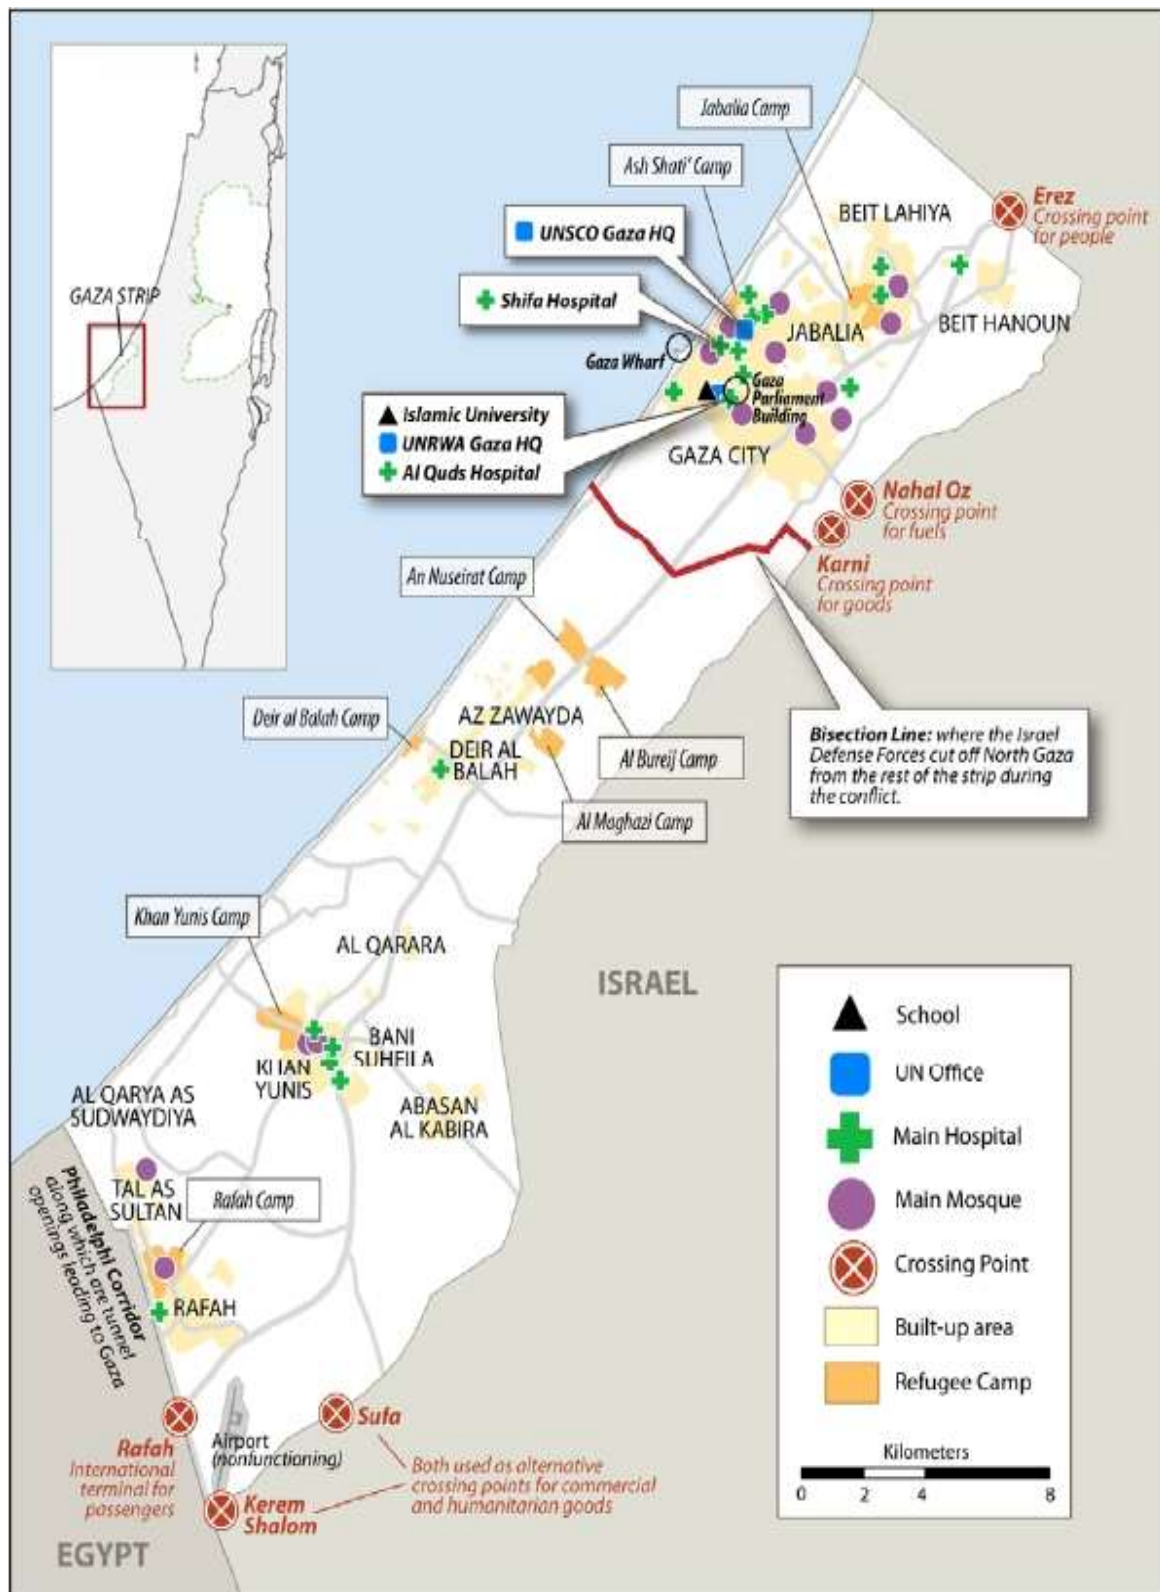 GAZA STRIP
Jabalia Camp
Ash Shati' Camp
UNSCO Gaza HQ
Shifa Hospital
Gaza Wharf
Islamic University
UNRWA Gaza HQ
Al Quds Hospital
BEIT LAHIYA
Erez
Crossing point
for people
JABALIA
BEIT HANOUN
Gaza
Parliament
Building
GAZA CITY
Nahal Oz
Crossing point
for fuels
Karni
Crossing point
for goods
An Nuseirat Camp
Deir al Balah Camp
AZ ZAWAYDA
DEIR AL
BALAH
Al Bureij Camp
Al Maghazi Camp
Bisection Line: where the Israel
Defense Forces cut off North Gaza
from the rest of the strip during
the conflict.
Khan Yunis Camp
AL QARARA
ISRAEL
BANI
SUHEILA
KHAN
YUNIS
AL QARYA AS
SUDWAYDIYA
ABASAN
AL KABIRA
TAL AS
SULTAN
Rafah Camp
Philadelphi Corridor
along which are tunnel
openings leading to Gaza
RAFAH
Rafah
International
terminal for
passengers
Airport
(nonfunctioning)
Sufa
Both used as alternative
crossing points for commercial
and humanitarian goods
Kerem
Shalom
EGYPT
School
UN Office
Main Hospital
Main Mosque
Crossing Point
Built-up area
Refugee Camp
Kilometers
0 2 4 8